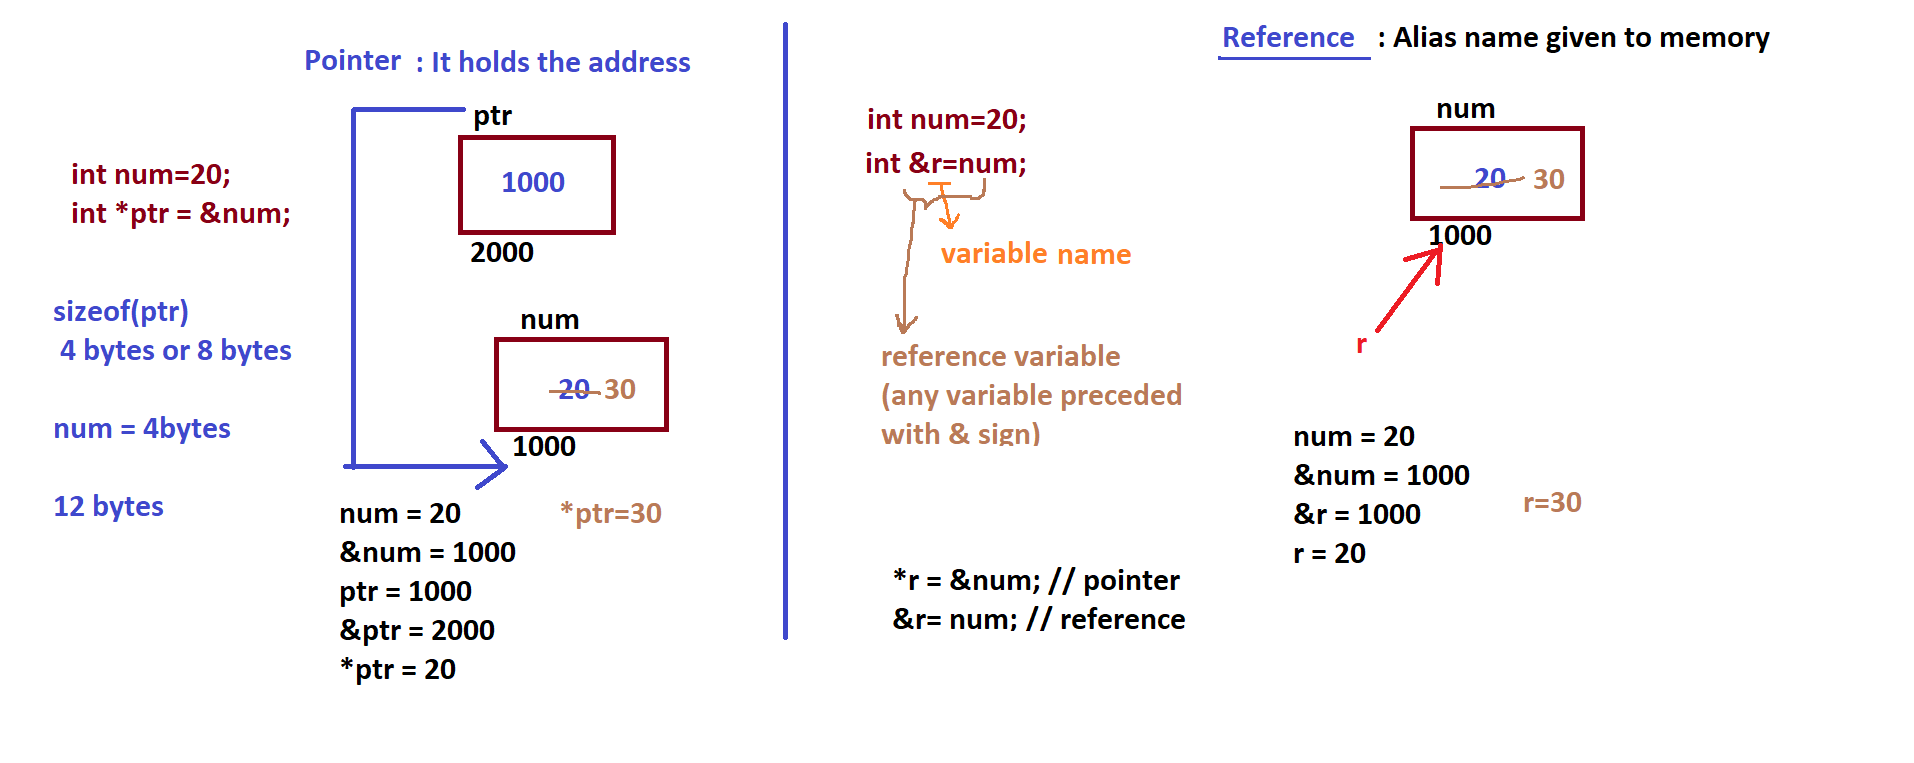 Pointer : It holds the address
ptr
1000
2000
int num=20;
int *ptr = &num;
sizeof(ptr)
4 bytes or 8 bytes
num = 4bytes
12 bytes
num
20 30
1000
num = 20
&num = 1000
ptr = 1000
&ptr = 2000
*ptr = 20
*ptr=30
Reference : Alias name given to memory
int num=20;
int &r=num;
variable name
reference variable
(any variable preceded
with & sign)
num
20 30
1000
r
num = 20
&num = 1000
&r = 1000
r = 20
r=30
*r = &num; // pointer
&r= num; // reference